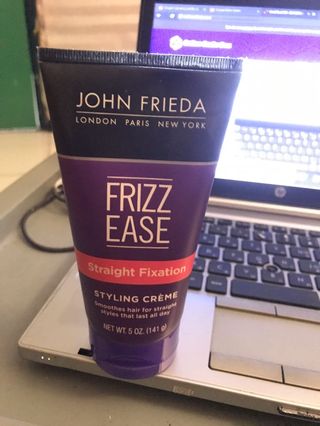 JOHN FRIEDA
LONDON PARIS NEW YORK
FRIZZ
EASE
Straight Fixation
STYLING CRÈME
Smoothes hair for straight
styles that last all day
NET WT. 5 OZ. (141 g)